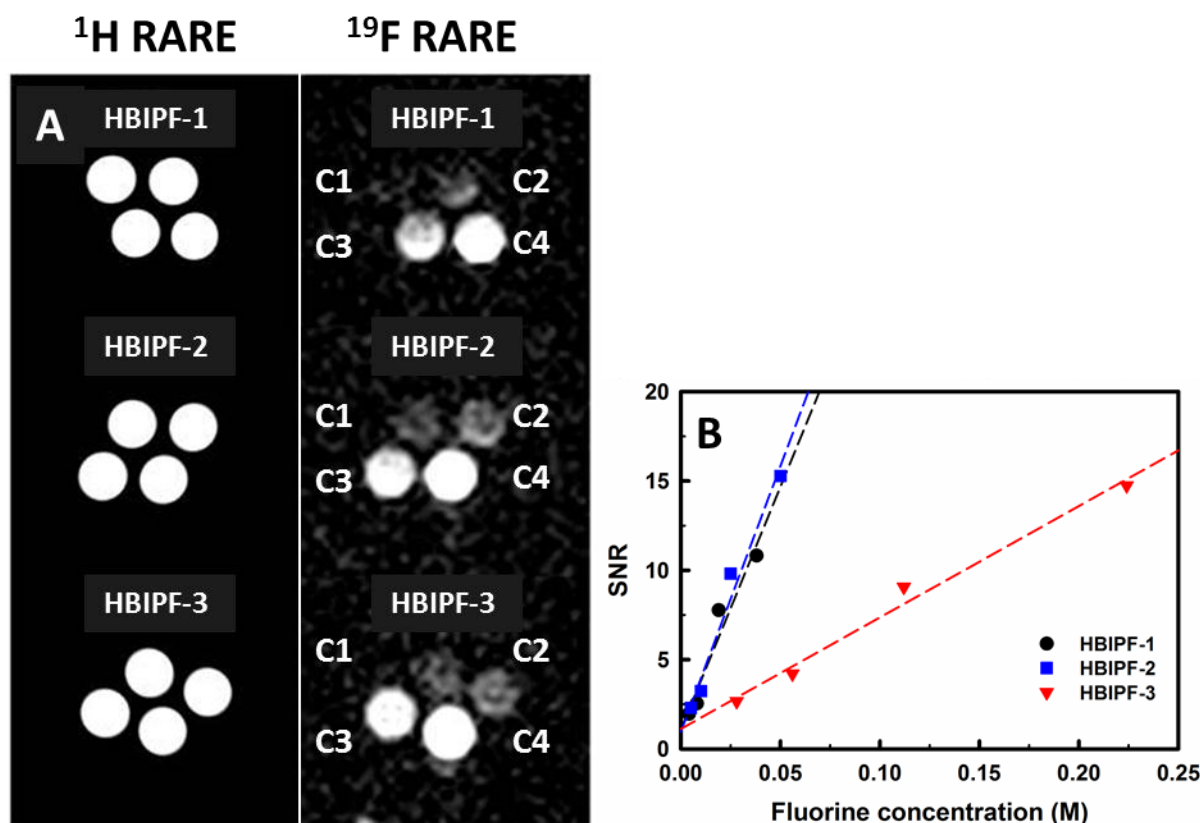 ¹H RARE
¹⁹F RARE
A
HBIPF-1
HBIPF-1
C1
C2
C3
C4
HBIPF-2
HBIPF-2
C1
C2
C3
C4
HBIPF-3
HBIPF-3
C1
C2
C3
C4
B
20
15
10
5
0
SNR
HBIPF-1
HBIPF-2
HBIPF-3
0.00 0.05 0.10 0.15 0.20 0.25
Fluorine concentration (M)